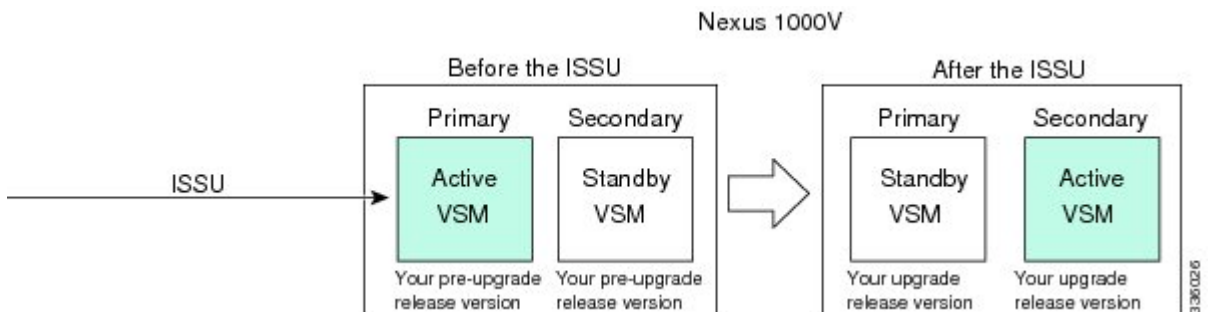 Nexus 1000V
Before the ISSU
After the ISSU
Primary
Secondary
Primary
Secondary
ISSU
Active
VSM
Standby
VSM
Standby
VSM
Active
VSM
Your pre-upgrade
release version
Your pre-upgrade
release version
Your upgrade
release version
Your upgrade
release version
336026